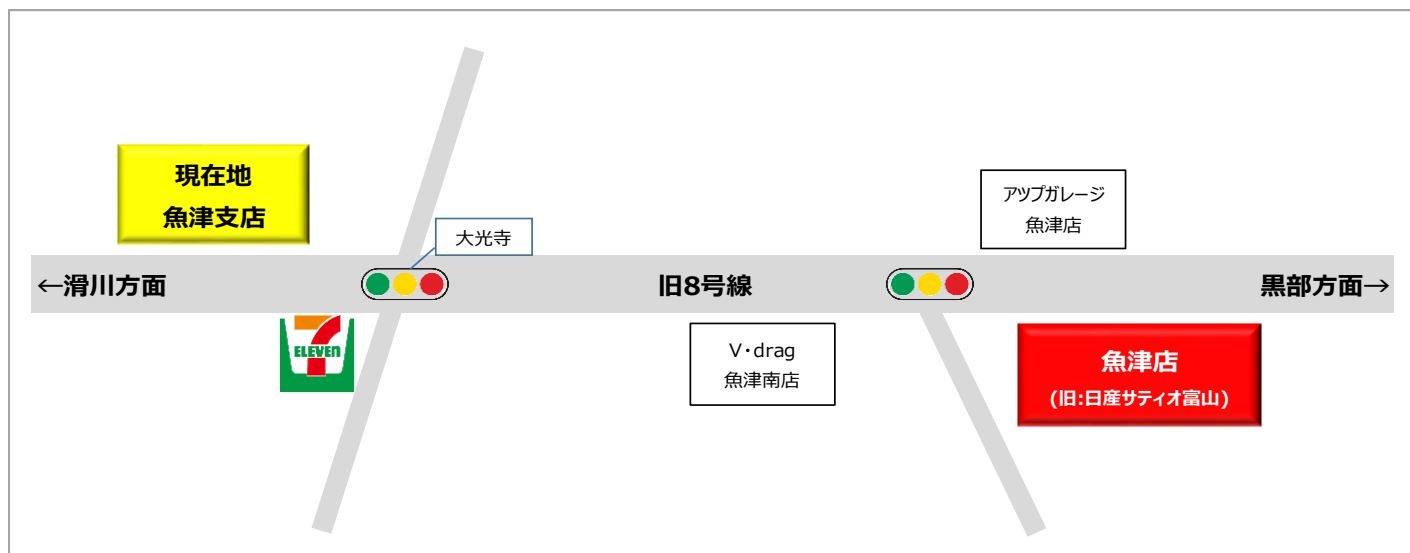 現在地
魚津支店
大光寺
アップガレージ
魚津店
←滑川方面
旧8号線
黒部方面→
7
ELEVEN
V・drag
魚津南店
魚津店
(旧:日産サティオ富山)